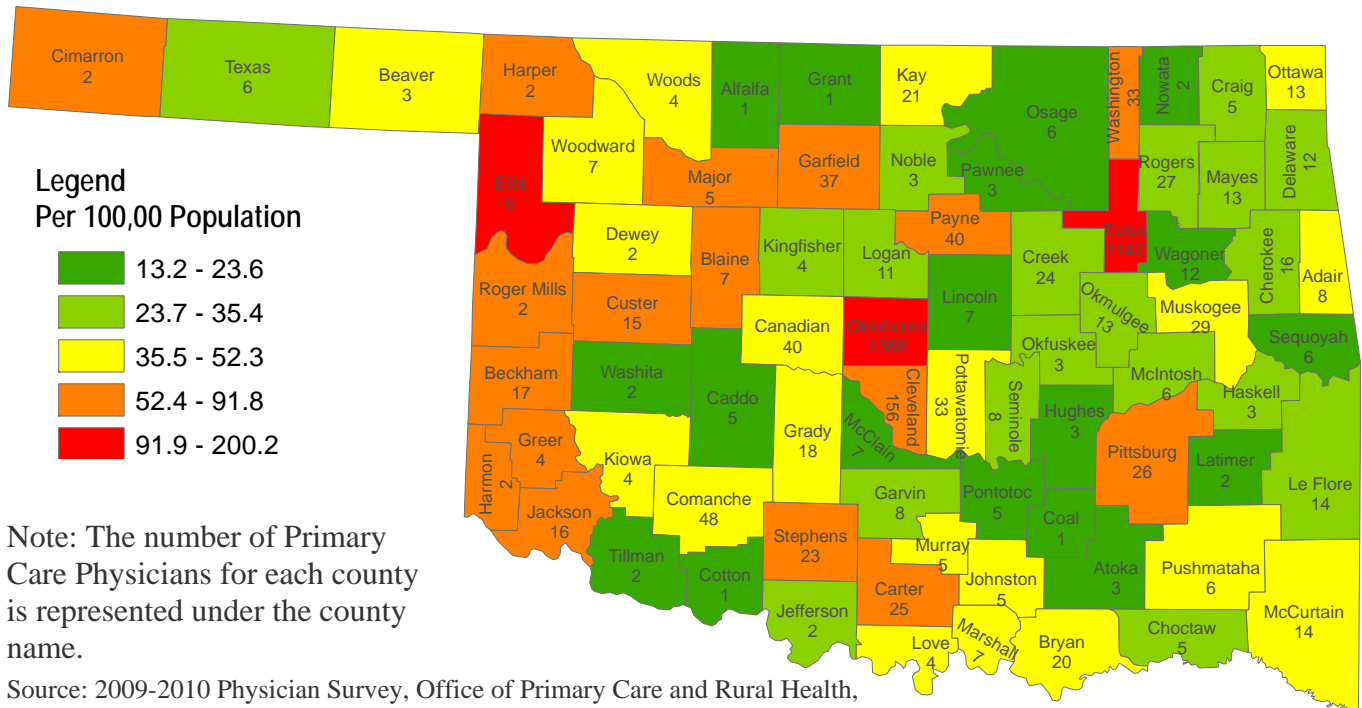 Cimarron
2
Texas
6
Beaver
3
Harper
2
Woods
4
Alfalfa
1
Grant
1
Kay
21
Osage
6
Washington
33
Nowata
2
Craig
5
Ottawa
13
Delaware
12
Ellis
6
Woodward
7
Major
5
Garfield
37
Noble
3
Pawnee
3
Rogers
27
Mayes
13
Legend
Per 100,00 Population
13.2 - 23.6
23.7 - 35.4
35.5 - 52.3
52.4 - 91.8
91.9 - 200.2
Roger Mills
2
Dewey
2
Custer
15
Blaine
7
Kingfisher
4
Logan
11
Payne
40
Lincoln
7
Creek
24
Tulsa
1142
Wagoner
12
Cherokee
16
Adair
8
Okmulgee
13
Muskogee
29
Sequoyah
6
Beckham
17
Washita
2
Caddo
5
Canadian
40
Oklahoma
1366
Cleveland
156
Pottawatomie
33
Seminole
8
Okfuskee
3
McIntosh
6
Haskell
3
Hughes
3
Pittsburg
26
Latimer
2
Le Flore
14
Harmon
2
Greer
4
Kiowa
4
Jackson
16
Comanche
48
Grady
18
McClain
7
Garvin
8
Pontotoc
5
Coal
1
Atoka
3
Pushmataha
6
McCurtain
14
Tillman
2
Cotton
1
Stephens
23
Jefferson
2
Murray
5
Carter
25
Johnston
5
Love
4
Marshall
7
Bryan
20
Choctaw
5
Note: The number of Primary
Care Physicians for each county
is represented under the county
name.
Source: 2009-2010 Physician Survey, Office of Primary Care and Rural Health,